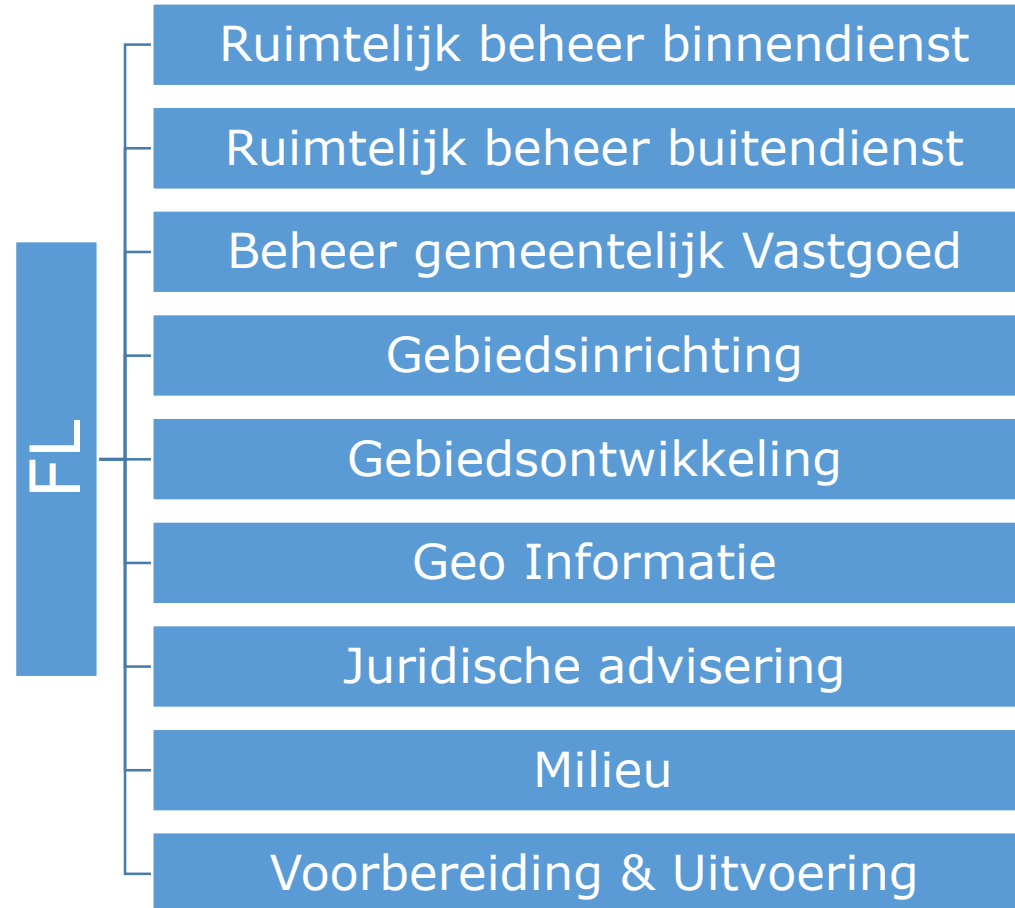 FL
Ruimtelijk beheer binnendienst
Ruimtelijk beheer buitendienst
Beheer gemeentelijk Vastgoed
Gebiedsinrichting
Gebiedsontwikkeling
Geo Informatie
Juridische advisering
Milieu
Voorbereiding & Uitvoering